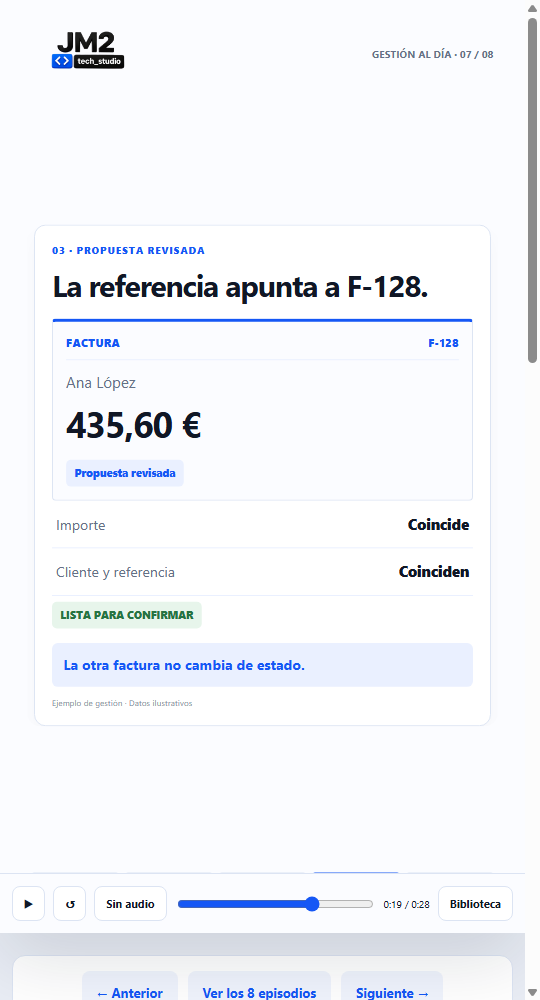 JM2
<> tech_studio
GESTIÓN AL DÍA · 07 / 08
03 · PROPUESTA REVISADA
La referencia apunta a F-128.
FACTURA F-128
Ana López
435,60 €
Propuesta revisada
Importe Coincide
Cliente y referencia Coinciden
LISTA PARA CONFIRMAR
La otra factura no cambia de estado.
Ejemplo de gestión · Datos ilustrativos
▶ ↺ Sin audio 0:19 / 0:28 Biblioteca
← Anterior Ver los 8 episodios Siguiente →